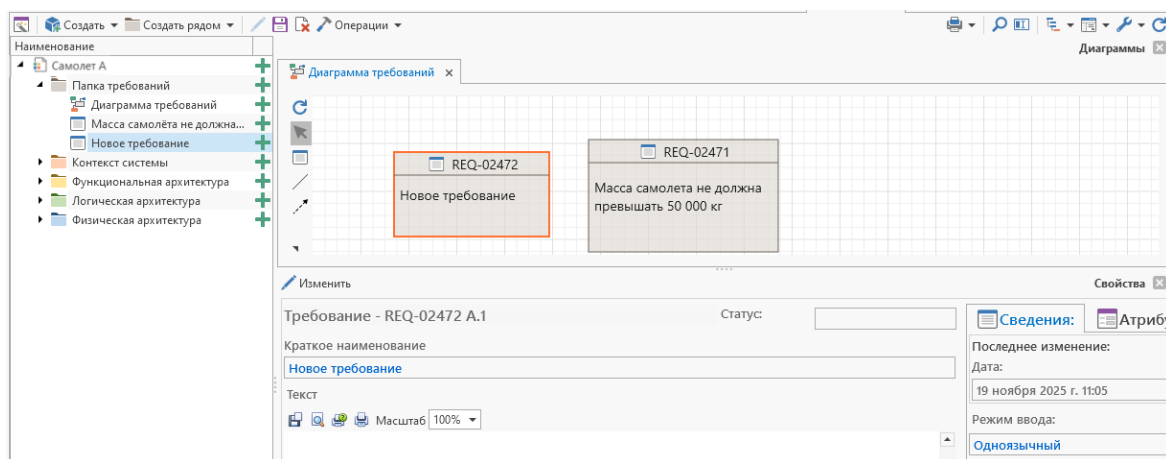 Создать Создать рядом Операции
Наименование
Диаграммы
Самолет А
Папка требований
Диаграмма требований
Масса самолёта не должна...
Новое требование
Контекст системы
Функциональная архитектура
Логическая архитектура
Физическая архитектура
Диаграмма требований x
REQ-02472
Новое требование
REQ-02471
Масса самолета не должна
превышать 50 000 кг
Изменить
Свойства
Требование - REQ-02472 A.1
Статус:
Краткое наименование
Новое требование
Текст
Масштаб 100%
Сведения:
Атрибу
Последнее изменение:
Дата:
19 ноября 2025 г. 11:05
Режим ввода:
Одноязычный